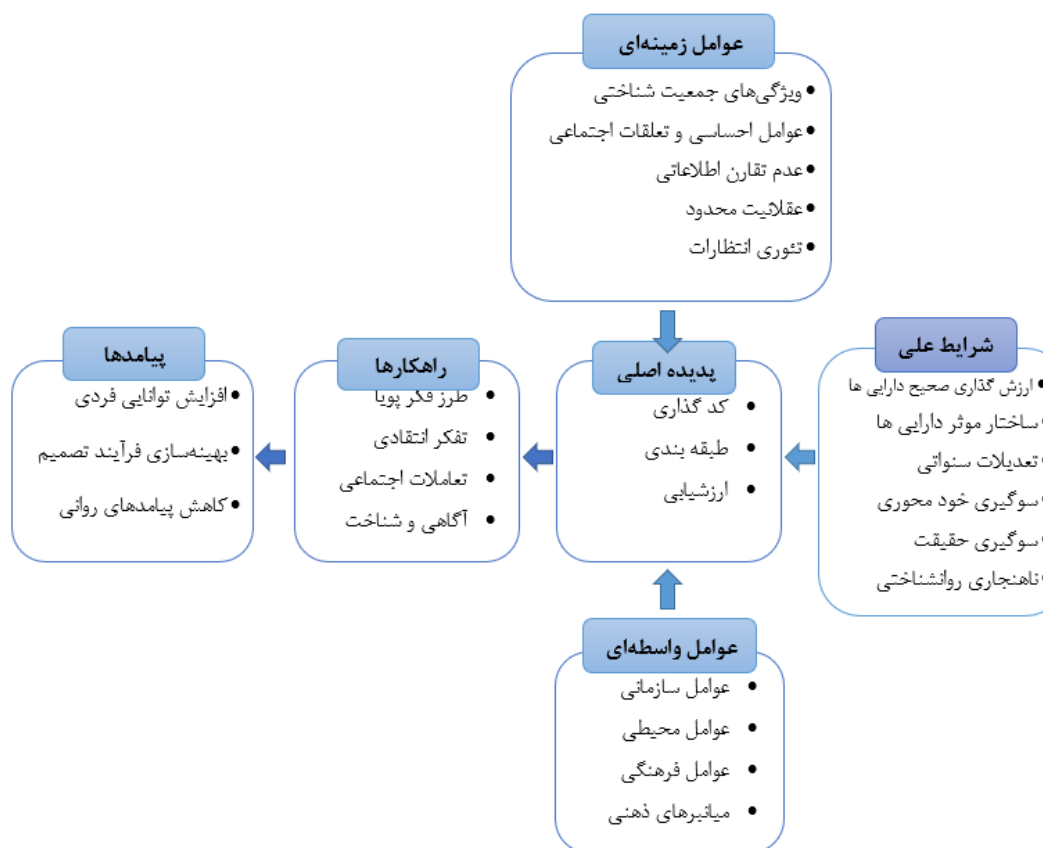 عوامل زمینه‌ای
• ویژگی‌های جمعیت شناختی
• عوامل احساسی و تعلقات اجتماعی
• عدم تقارن اطلاعاتی
• عقلانیت محدود
• تئوری انتظارات
شرایط علی
• ارزش گذاری صحیح دارایی ها
• ساختار موثر دارایی ها
• تعدیلات سنواتی
• سوگیری خود محوری
• سوگیری حقیقت
• ناهنجاری روانشناختی
پدیده اصلی
• کد گذاری
• طبقه بندی
• ارزشیابی
راهکارها
• طرز فکر پویا
• تفکر انتقادی
• تعاملات اجتماعی
• آگاهی و شناخت
پیامدها
• افزایش توانایی فردی
• بهینه‌سازی فرآیند تصمیم
• کاهش پیامدهای روانی
عوامل واسطه‌ای
• عوامل سازمانی
• عوامل محیطی
• عوامل فرهنگی
• میانبرهای ذهنی